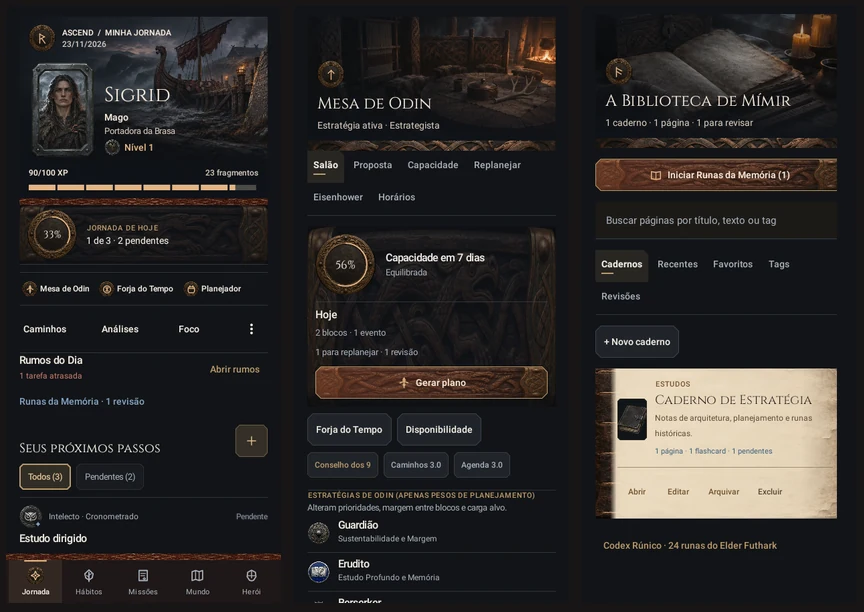 ASCEND / MINHA JORNADA
23/11/2026
SIGRID
Mago
Portadora da Brasa
Nível 1
90/100 XP
23 fragmentos
JORNADA DE HOJE
33%
1 de 3 · 2 pendentes
Mesa de Odin
Forja do Tempo
Planejador
Caminhos
Análises
Foco
Rumos do Dia
1 tarefa atrasada
Abrir rumos
Runas da Memória · 1 revisão
SEUS PRÓXIMOS PASSOS
+
Todos (3)
Pendentes (2)
Intelecto · Cronometrado
Pendente
Estudo dirigido
Jornada
Hábitos
Missões
Mundo
Herói
MESA DE ODIN
Estratégia ativa · Estrategista
Salão
Proposta
Capacidade
Replanejar
Eisenhower
Horários
56%
Capacidade em 7 dias
Equilibrada
Hoje
2 blocos · 1 evento
1 para replanejar · 1 revisão
Gerar plano
Forja do Tempo
Disponibilidade
Conselho dos 9
Caminhos 3.0
Agenda 3.0
ESTRATÉGIAS DE ODIN (APENAS PESOS DE PLANEJAMENTO)
Alteram prioridades, margem entre blocos e carga alvo.
Guardião
Sustentabilidade e Margem
Erudito
Estudo Profundo e Memória
Berserker
A BIBLIOTECA DE MÍMIR
1 caderno · 1 página · 1 para revisar
Iniciar Runas da Memória (1)
Buscar páginas por título, texto ou tag
Cadernos
Recentes
Favoritos
Tags
Revisões
+ Novo caderno
ESTUDOS
CADERNO DE ESTRATÉGIA
Notas de arquitetura, planejamento e runas
históricas.
1 página · 1 flashcard · 1 pendentes
Abrir
Editar
Arquivar
Excluir
Codex Rúnico · 24 runas do Elder Futhark